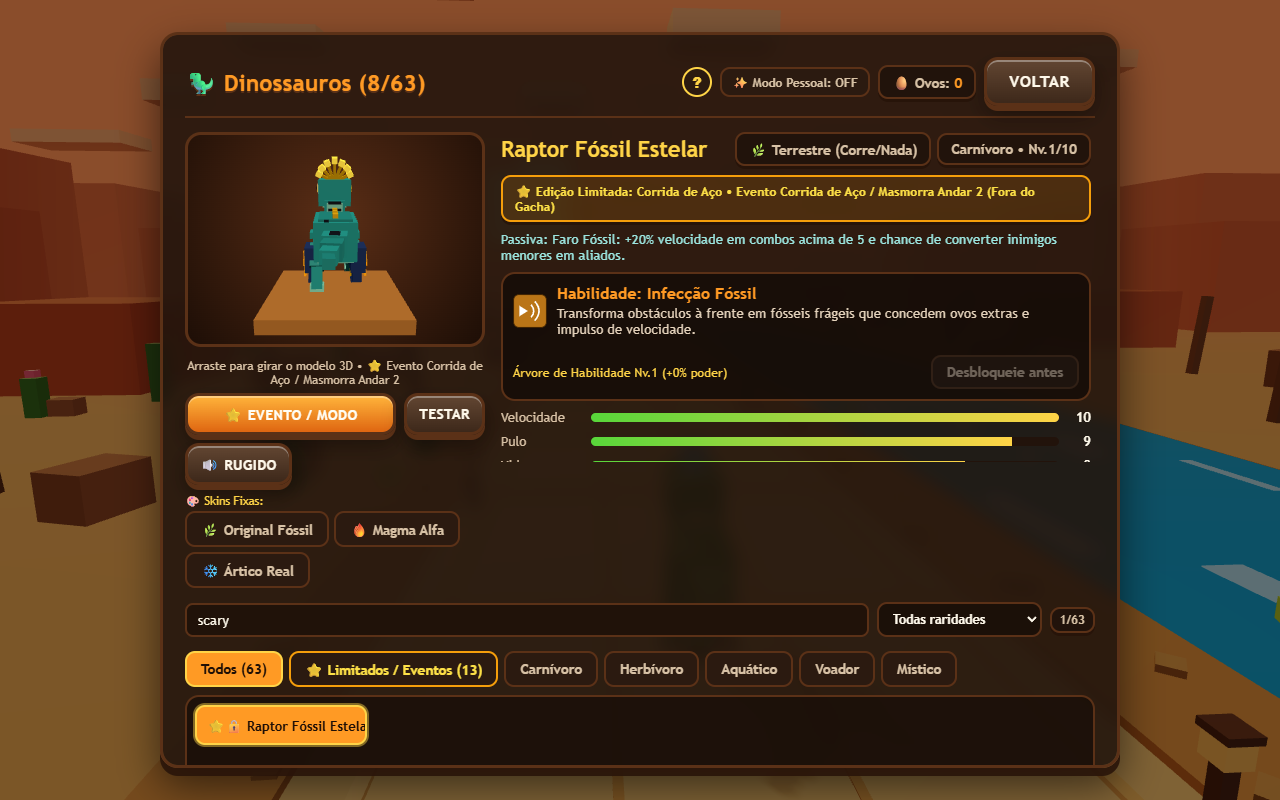 Dinossauros (8/63)
?
Modo Pessoal: OFF
Ovos: 0
VOLTAR
Raptor Fóssil Estelar
Terrestre (Corre/Nada)
Carnívoro • Nv.1/10
Edição Limitada: Corrida de Aço • Evento Corrida de Aço / Masmorra Andar 2 (Fora do
Gacha)
Passiva: Faro Fóssil: +20% velocidade em combos acima de 5 e chance de converter inimigos
menores em aliados.
Habilidade: Infecção Fóssil
Transforma obstáculos à frente em fósseis frágeis que concedem ovos extras e
impulso de velocidade.
Árvore de Habilidade Nv.1 (+0% poder)
Desbloqueie antes
Velocidade
10
Pulo
9
Arraste para girar o modelo 3D • ⭐ Evento Corrida de
Aço / Masmorra Andar 2
EVENTO / MODO
TESTAR
RUGIDO
Skins Fixas:
Original Fóssil
Magma Alfa
Ártico Real
scary
Todas raridades
1/63
Todos (63)
Limitados / Eventos (13)
Carnívoro
Herbívoro
Aquático
Voador
Místico
Raptor Fóssil Estela